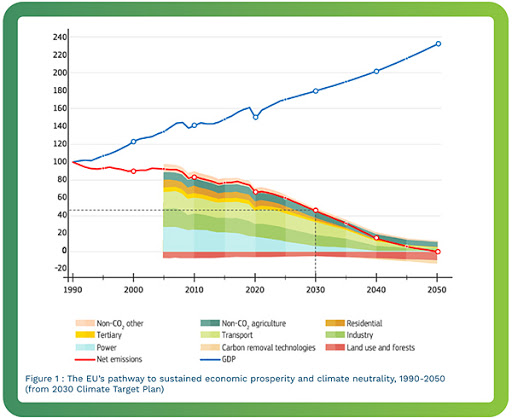 240
220
200
180
160
140
120
100
80
60
40
20
0
-20
1990 2000 2010 2020 2030 2040 2050
Non-CO₂ other Non-CO₂ agriculture Residential
Tertiary Transport Industry
Power Carbon removal technologies Land use and forests
Net emissions GDP
Figure 1 : The EU's pathway to sustained economic prosperity and climate neutrality, 1990-2050
(from 2030 Climate Target Plan)